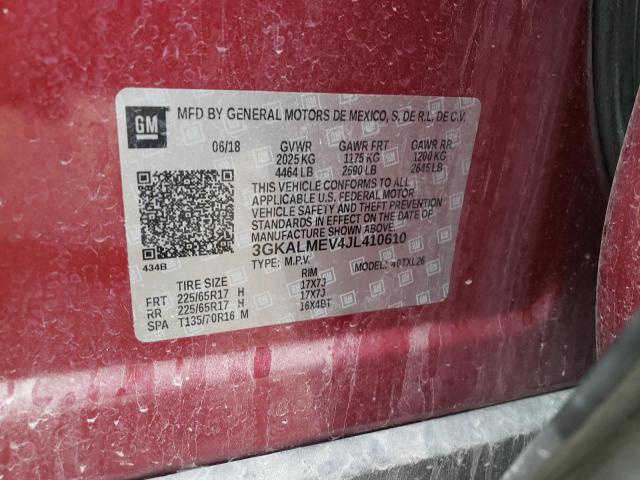 GM MFD BY GENERAL MOTORS DE MEXICO, S. DE R.L. DE C.V.
06/18 GVWR GAWR FRT GAWR RR
2025 KG 1175 KG 1200 KG
4464 LB 2590 LB 2645 LB
THIS VEHICLE CONFORMS TO ALL
APPLICABLE U.S. FEDERAL MOTOR
VEHICLE SAFETY AND THEFT PREVENTION
STANDARDS IN EFFECT ON THE DATE OF
MANUFACTURE SHOWN ABOVE.
3GKALMEV4JL410610
434B TYPE: M.P.V. MODEL: 40TXL26
TIRE SIZE RIM
FRT 225/65R17 H 17X7J
RR 225/65R17 H 17X7J
SPA T135/70R16 M 16X4BT